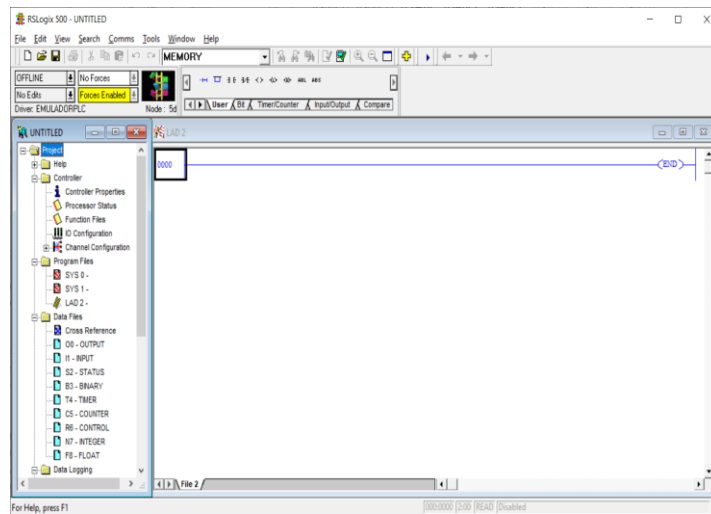 RSLogix 500 - UNTITLED
File Edit View Search Comms Tools Window Help
MEMORY
OFFLINE No Forces
No Edits Forces Enabled
Driver: EMULADORPLC Node : 5d
User Bit Timer/Counter Input/Output Compare
UNTITLED
LAD 2
Project
Help
Controller
Controller Properties
Processor Status
Function Files
IO Configuration
Channel Configuration
Program Files
SYS 0 -
SYS 1 -
LAD 2 -
Data Files
Cross Reference
O0 - OUTPUT
I1 - INPUT
S2 - STATUS
B3 - BINARY
T4 - TIMER
C5 - COUNTER
R6 - CONTROL
N7 - INTEGER
F8 - FLOAT
Data Logging
0000
END
File 2
For Help, press F1
000:0000 2:00 READ Disabled